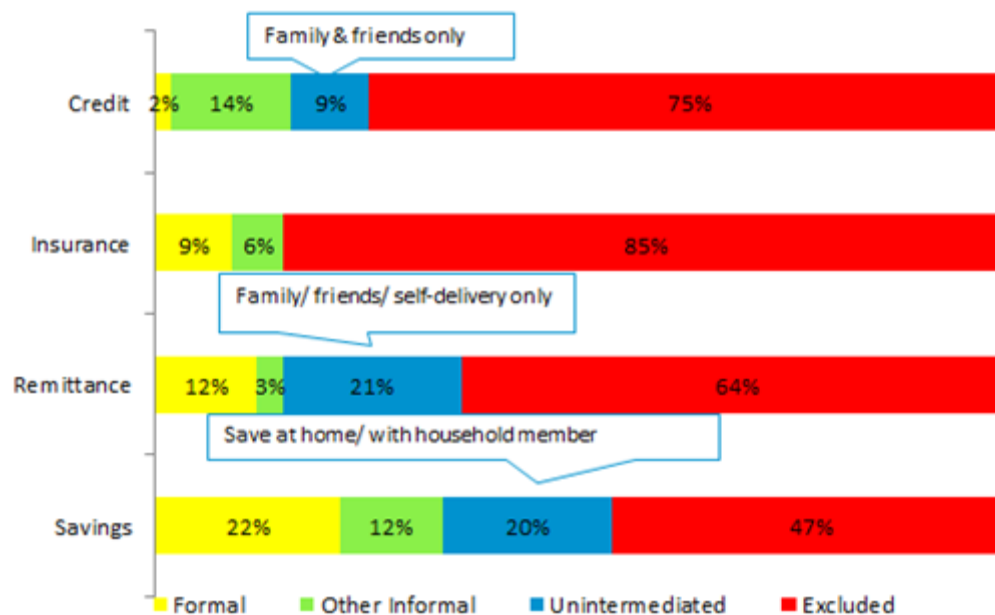 Family & friends only
Credit 2% 14% 9% 75%
Insurance 9% 6% 85%
Family/ friends/ self-delivery only
Remittance 12% 3% 21% 64%
Save at home/ with household member
Savings 22% 12% 20% 47%
Formal Other Informal Unintermediated Excluded